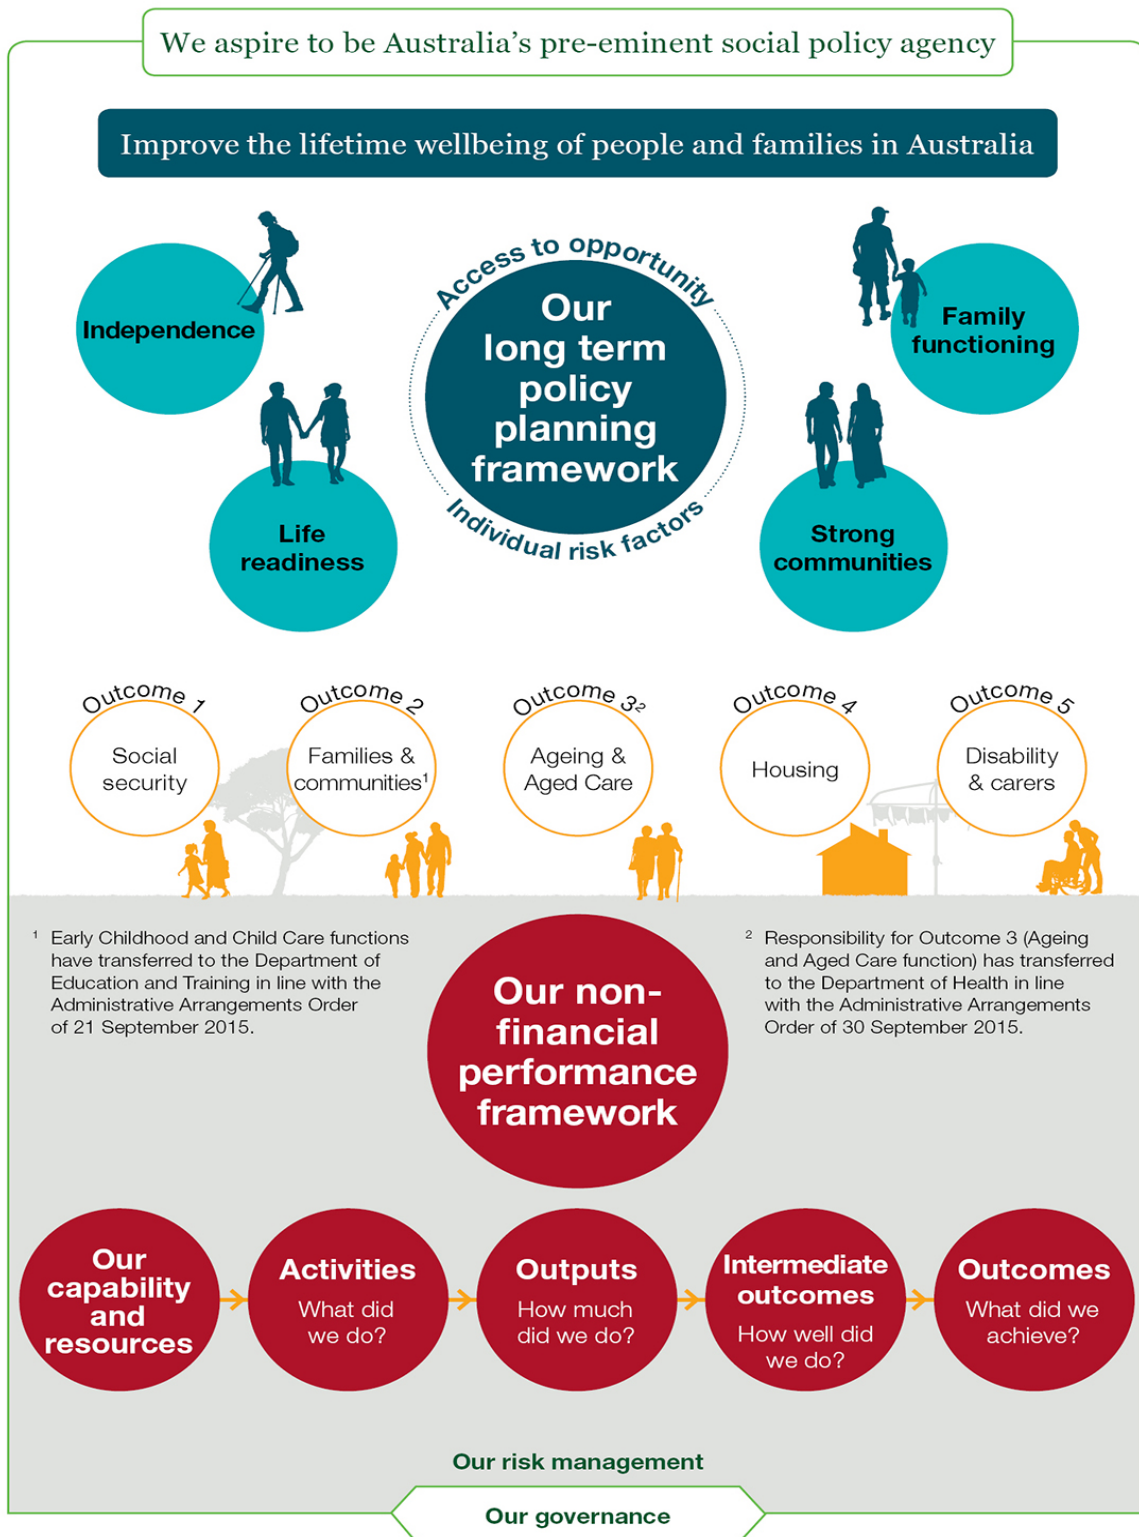 We aspire to be Australia's pre-eminent social policy agency
Improve the lifetime wellbeing of people and families in Australia
Independence
Access to opportunity
Our
long term
policy
planning
framework
Individual risk factors
Family
functioning
Life
readiness
Strong
communities
Outcome 1
Social
security
Outcome 2
Families &
communities¹
Outcome 3²
Ageing &
Aged Care
Outcome 4
Housing
Outcome 5
Disability
& carers
¹ Early Childhood and Child Care functions
have transferred to the Department of
Education and Training in line with the
Administrative Arrangements Order
of 21 September 2015.
Our non-
financial
performance
framework
² Responsibility for Outcome 3 (Ageing
and Aged Care function) has transferred
to the Department of Health in line
with the Administrative Arrangements
Order of 30 September 2015.
Our
capability
and
resources
Activities
What did
we do?
Outputs
How much
did we do?
Intermediate
outcomes
How well did
we do?
Outcomes
What did we
achieve?
Our risk management
Our governance